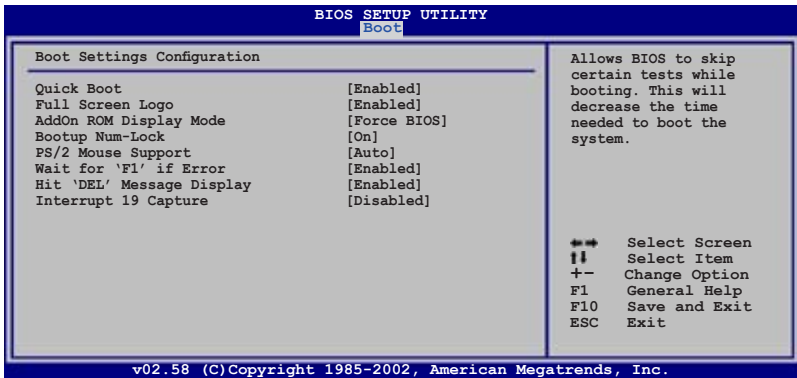 BIOS SETUP UTILITY
Boot
Boot Settings Configuration
Quick Boot [Enabled]
Full Screen Logo [Enabled]
AddOn ROM Display Mode [Force BIOS]
Bootup Num-Lock [On]
PS/2 Mouse Support [Auto]
Wait for ‘F1’ if Error [Enabled]
Hit ‘DEL’ Message Display [Enabled]
Interrupt 19 Capture [Disabled]
Allows BIOS to skip
certain tests while
booting. This will
decrease the time
needed to boot the
system.
←→ Select Screen
↑↓ Select Item
+- Change Option
F1 General Help
F10 Save and Exit
ESC Exit
v02.58 (C)Copyright 1985-2002, American Megatrends, Inc.